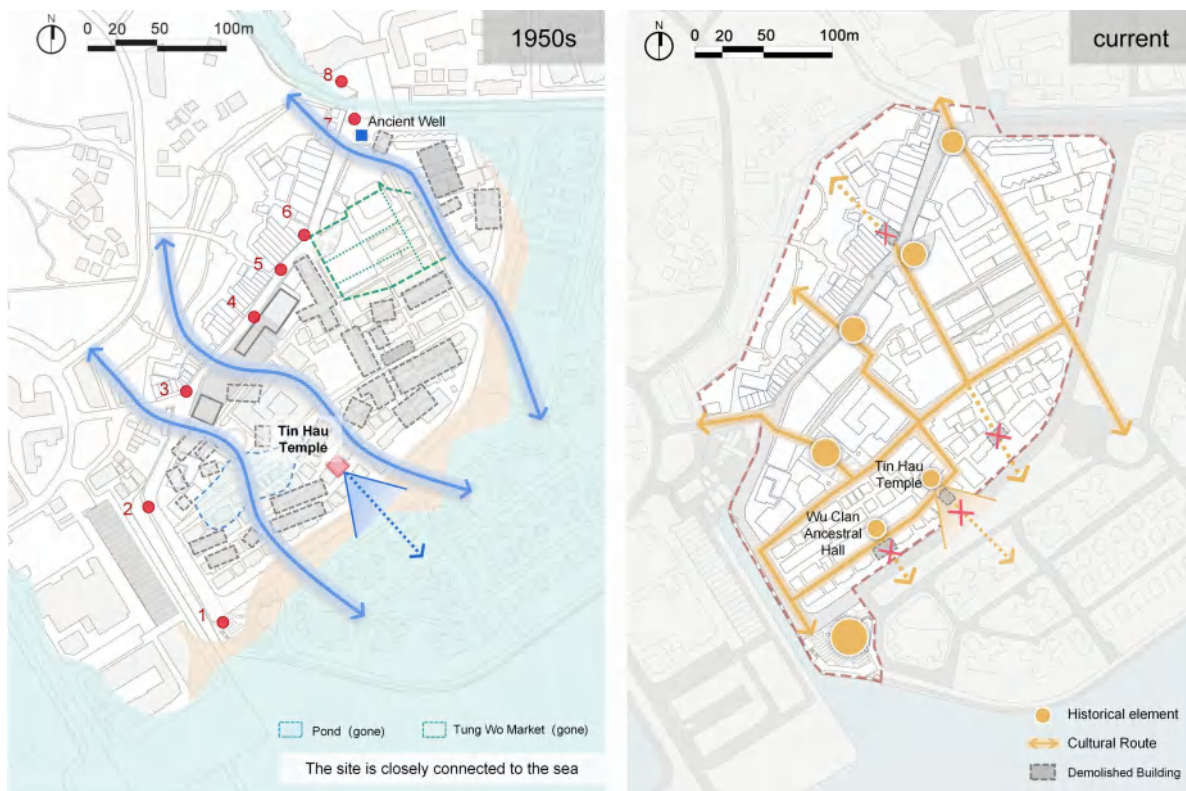 N
0 20 50 100m
1950s
8
7
Ancient Well
6
5
4
3
Tin Hau
Temple
2
1
Pond (gone)
Tung Wo Market (gone)
The site is closely connected to the sea
N
0 20 50 100m
current
Tin Hau
Temple
Wu Clan
Ancestral
Hall
Historical element
Cultural Route
Demolished Building